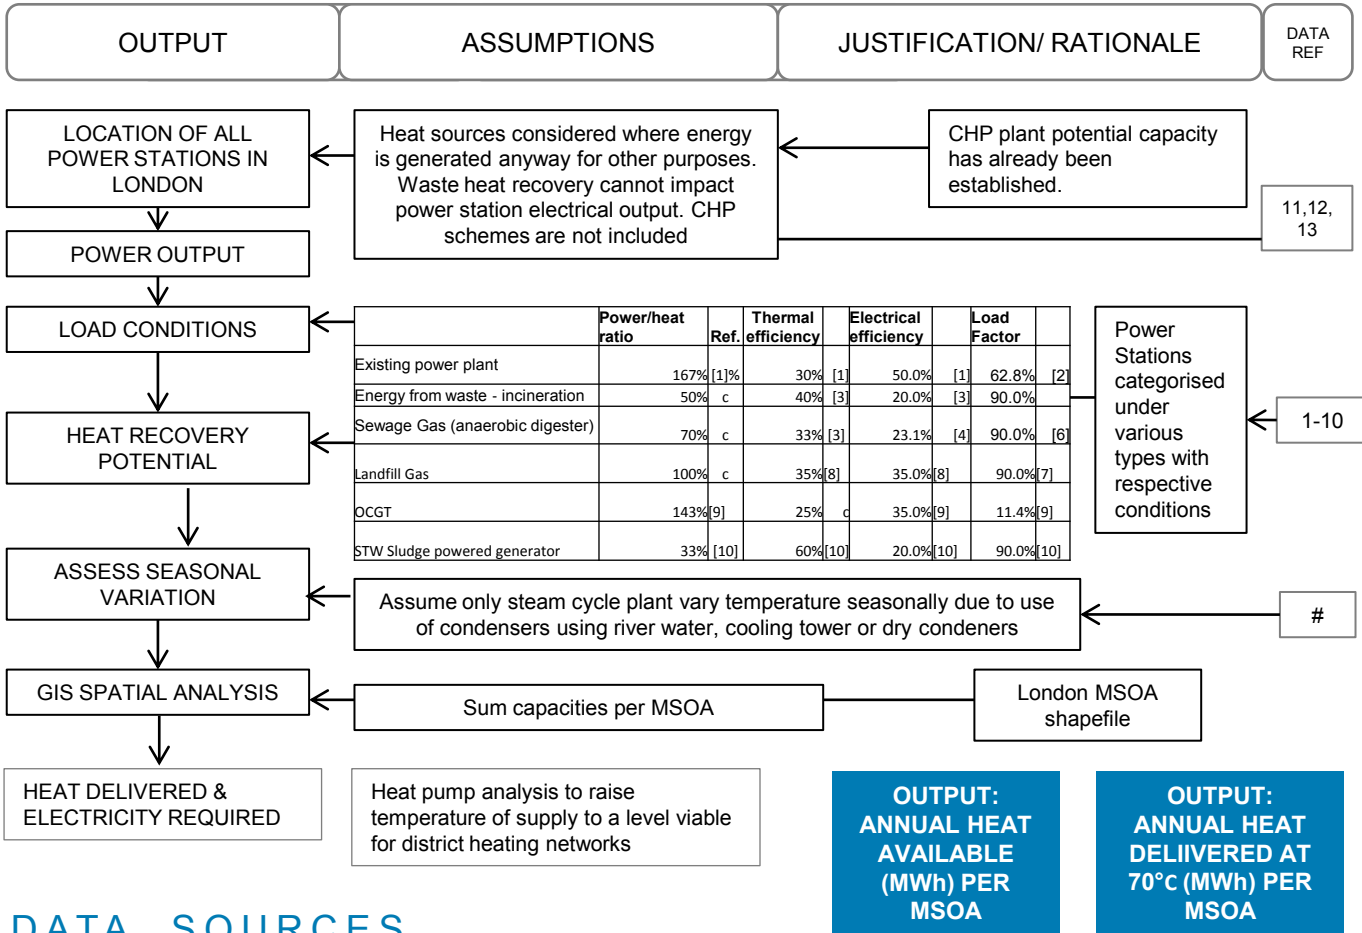 OUTPUT
ASSUMPTIONS
JUSTIFICATION/ RATIONALE
DATA
REF
LOCATION OF ALL
POWER STATIONS IN
LONDON
Heat sources considered where energy
is generated anyway for other purposes.
Waste heat recovery cannot impact
power station electrical output. CHP
schemes are not included
CHP plant potential capacity
has already been
established.
11,12,
13
POWER OUTPUT
LOAD CONDITIONS
HEAT RECOVERY
POTENTIAL
Power/heat ratio Ref. Thermal efficiency Electrical efficiency Load Factor
Existing power plant 167% [1]% 30% [1] 50.0% [1] 62.8% [2]
Energy from waste - incineration 50% c 40% [3] 20.0% [3] 90.0%
Sewage Gas (anaerobic digester) 70% c 33% [3] 23.1% [4] 90.0% [6]
Landfill Gas 100% c 35% [8] 35.0% [8] 90.0% [7]
OCGT 143% [9] 25% c 35.0% [9] 11.4% [9]
STW Sludge powered generator 33% [10] 60% [10] 20.0% [10] 90.0% [10]
Power
Stations
categorised
under
various
types with
respective
conditions
1-10
ASSESS SEASONAL
VARIATION
Assume only steam cycle plant vary temperature seasonally due to use
of condensers using river water, cooling tower or dry condeners
#
GIS SPATIAL ANALYSIS
Sum capacities per MSOA
London MSOA
shapefile
HEAT DELIVERED &
ELECTRICITY REQUIRED
Heat pump analysis to raise
temperature of supply to a level viable
for district heating networks
OUTPUT:
ANNUAL HEAT
AVAILABLE
(MWh) PER
MSOA
OUTPUT:
ANNUAL HEAT
DELIIVERED AT
70°C (MWh) PER
MSOA
DATA SOURCES